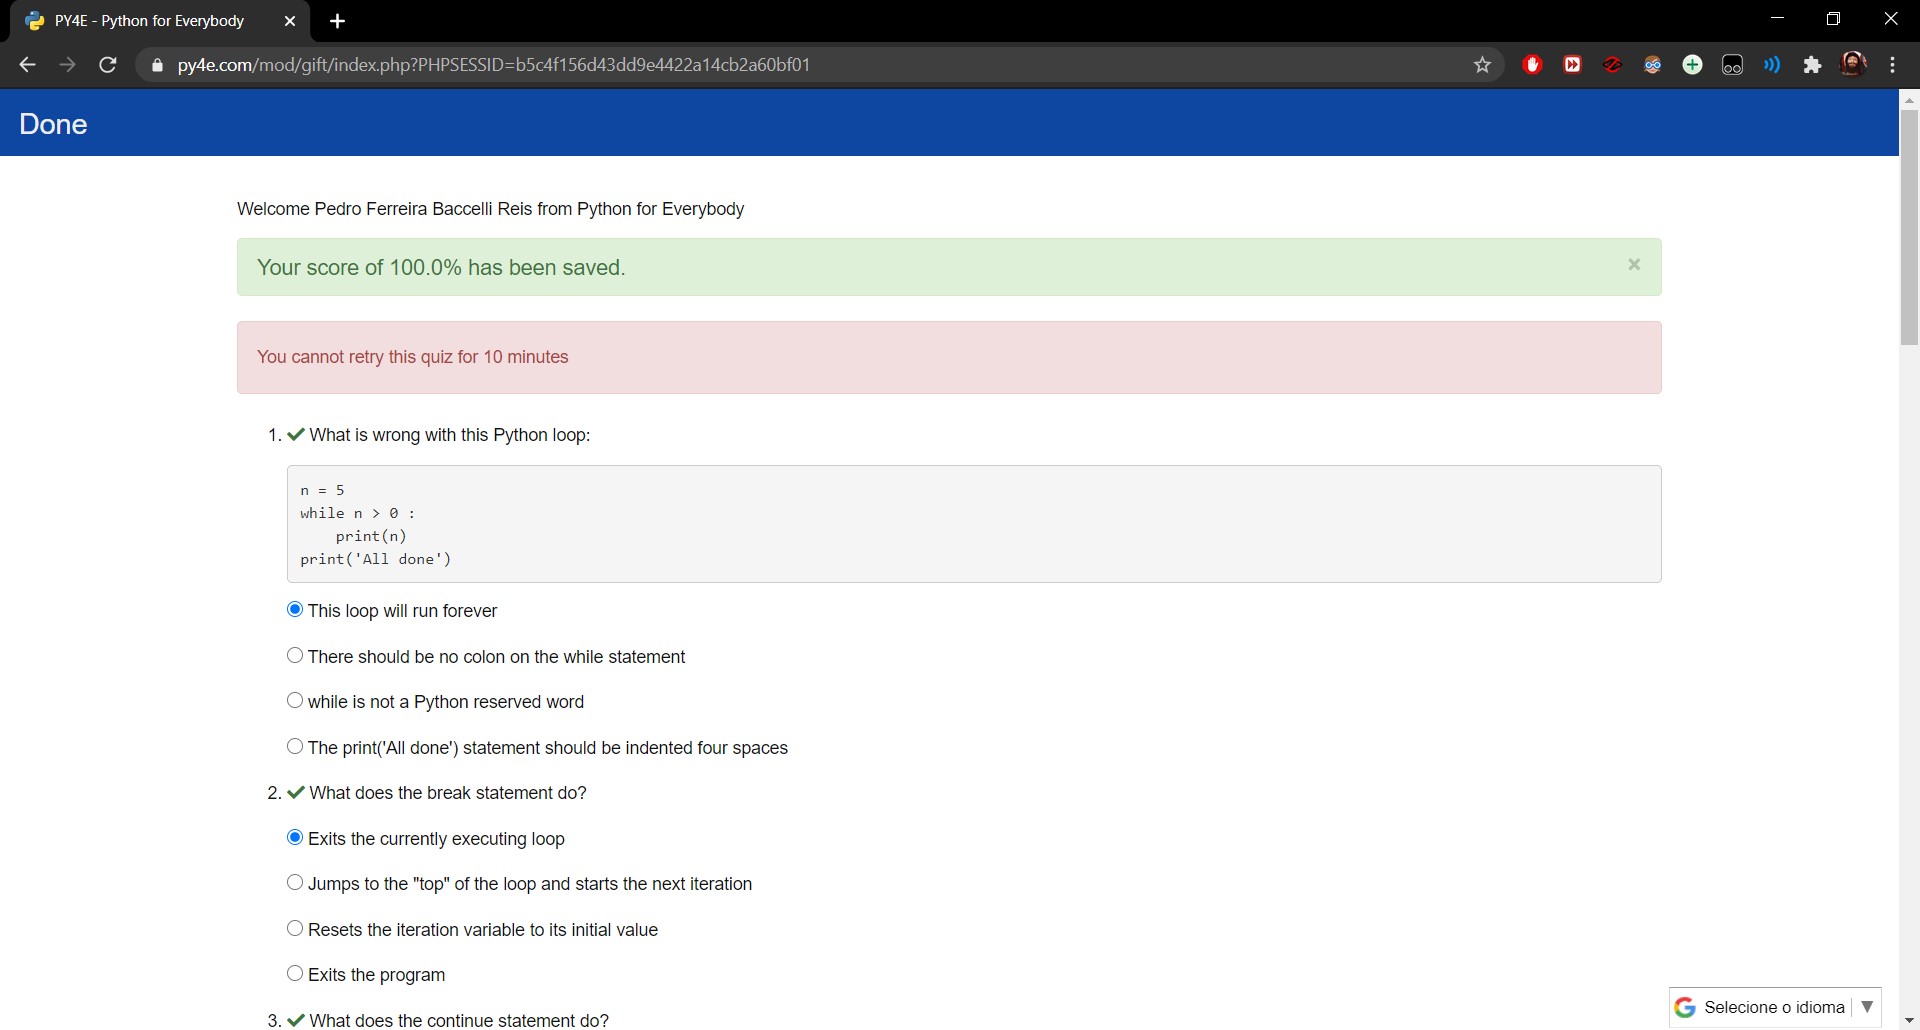 PY4E - Python for Everybody
py4e.com/mod/gift/index.php?PHPSESSID=b5c4f156d43dd9e4422a14cb2a60bf01
Done
Welcome Pedro Ferreira Baccelli Reis from Python for Everybody
Your score of 100.0% has been saved.
You cannot retry this quiz for 10 minutes
1. What is wrong with this Python loop:
n = 5
while n > 0 :
    print(n)
print('All done')
This loop will run forever
There should be no colon on the while statement
while is not a Python reserved word
The print('All done') statement should be indented four spaces
2. What does the break statement do?
Exits the currently executing loop
Jumps to the "top" of the loop and starts the next iteration
Resets the iteration variable to its initial value
Exits the program
3. What does the continue statement do?
Selecione o idioma